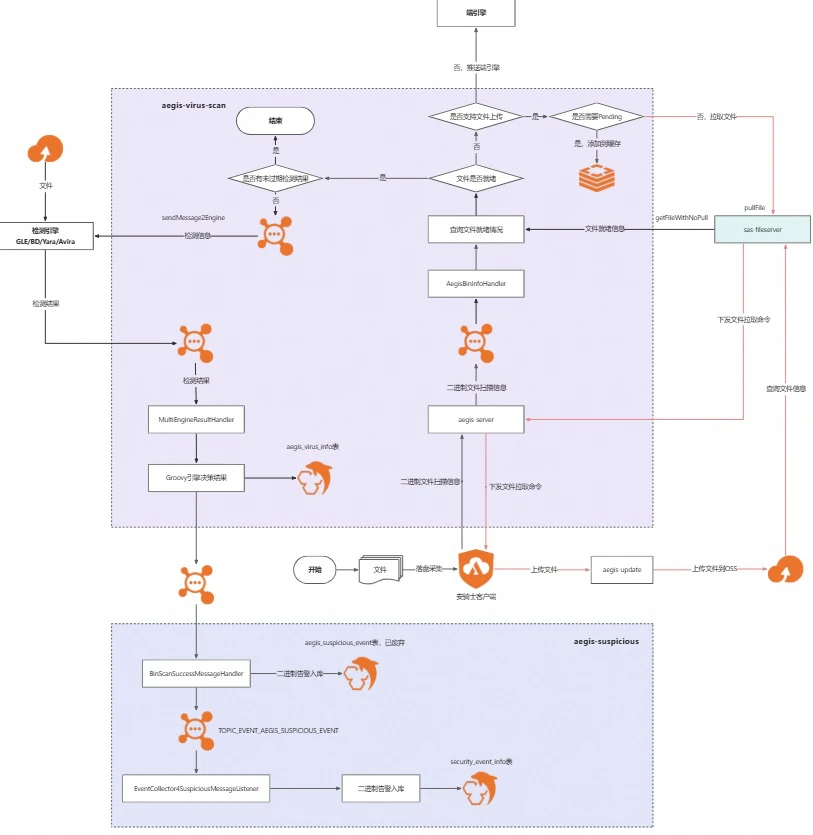 端引擎
否，推送端引擎
aegis-virus-scan
结束
是否支持文件上传
是
是否需要Pending
否，拉取文件
是
否
是，添加到缓存
是否有未过期检测结果
是
文件是否就绪
文件
否
pullFile
sendMessage2Engine
getFileWithNoPull
检测引擎
GLE/BD/Yara/Avira
检测信息
查询文件就绪情况
文件就绪信息
sas-fileserver
AegisBinInfoHandler
检测结果
下发文件拉取命令
检测结果
二进制文件扫描信息
查询文件信息
MultiEngineResultHandler
aegis-server
aegis_virus_info表
Groovy引擎决策结果
二进制文件扫描信息
下发文件拉取命令
开始
文件
落盘采集
上传文件
aegis-update
上传文件到OSS
安骑士客户端
aegis_suspicious_event表，已废弃
aegis-suspicious
BinScanSuccessMessageHandler
二进制告警入库
TOPIC_EVENT_AEGIS_SUSPICIOUS_EVENT
security_event_info表
EventCollector4SuspiciousMessageListener
二进制告警入库